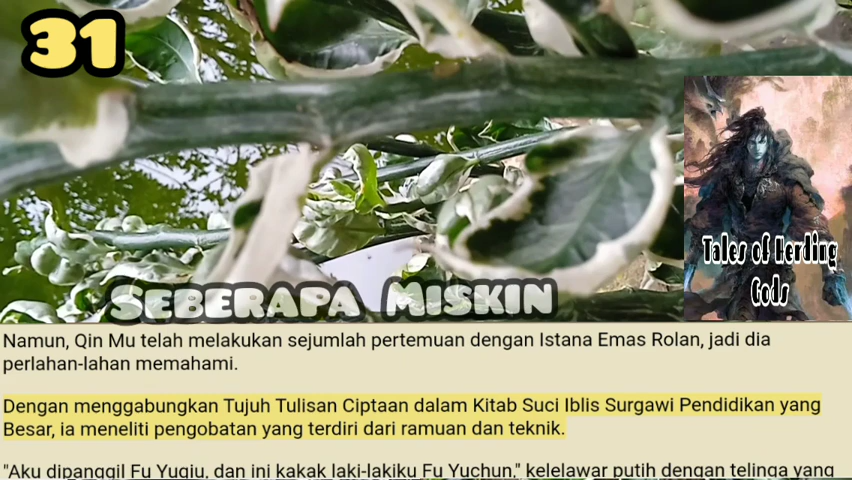 31
Tales of Herding
Gods
SEBERAPA MISKIN
Namun, Qin Mu telah melakukan sejumlah pertemuan dengan Istana Emas Rolan, jadi dia
perlahan-lahan memahami.
Dengan menggabungkan Tujuh Tulisan Ciptaan dalam Kitab Suci Iblis Surgawi Pendidikan yang
Besar, ia meneliti pengobatan yang terdiri dari ramuan dan teknik.
"Aku dipanggil Fu Yuqiu, dan ini kakak laki-lakiku Fu Yuchun," kelelawar putih dengan telinga yang